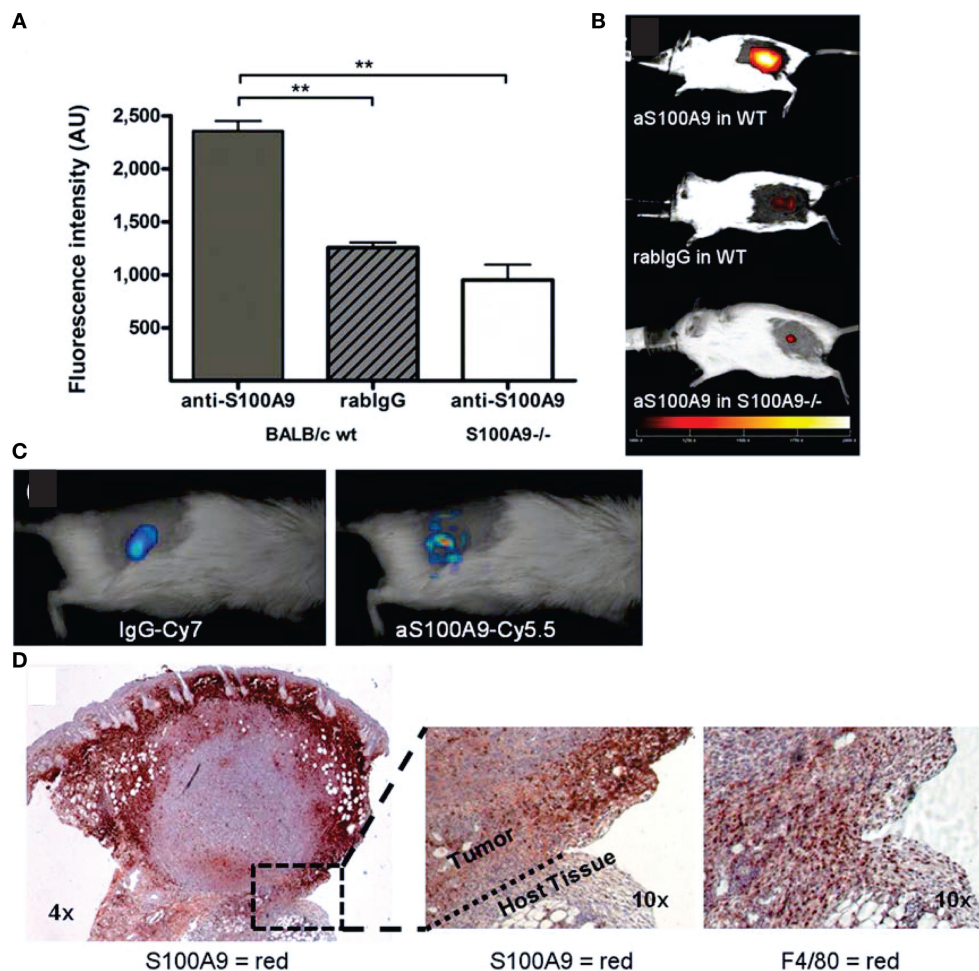 A
**
**
Fluorescence intensity (AU)
2,500
2,000
1,500
1,000
500
anti-S100A9 rabIgG anti-S100A9
BALB/c wt S100A9-/-
B
aS100A9 in WT
rabIgG in WT
aS100A9 in S100A9-/-
C
IgG-Cy7
aS100A9-Cy5.5
D
4x
Tumor
Host Tissue
10x
10x
S100A9 = red
S100A9 = red
F4/80 = red